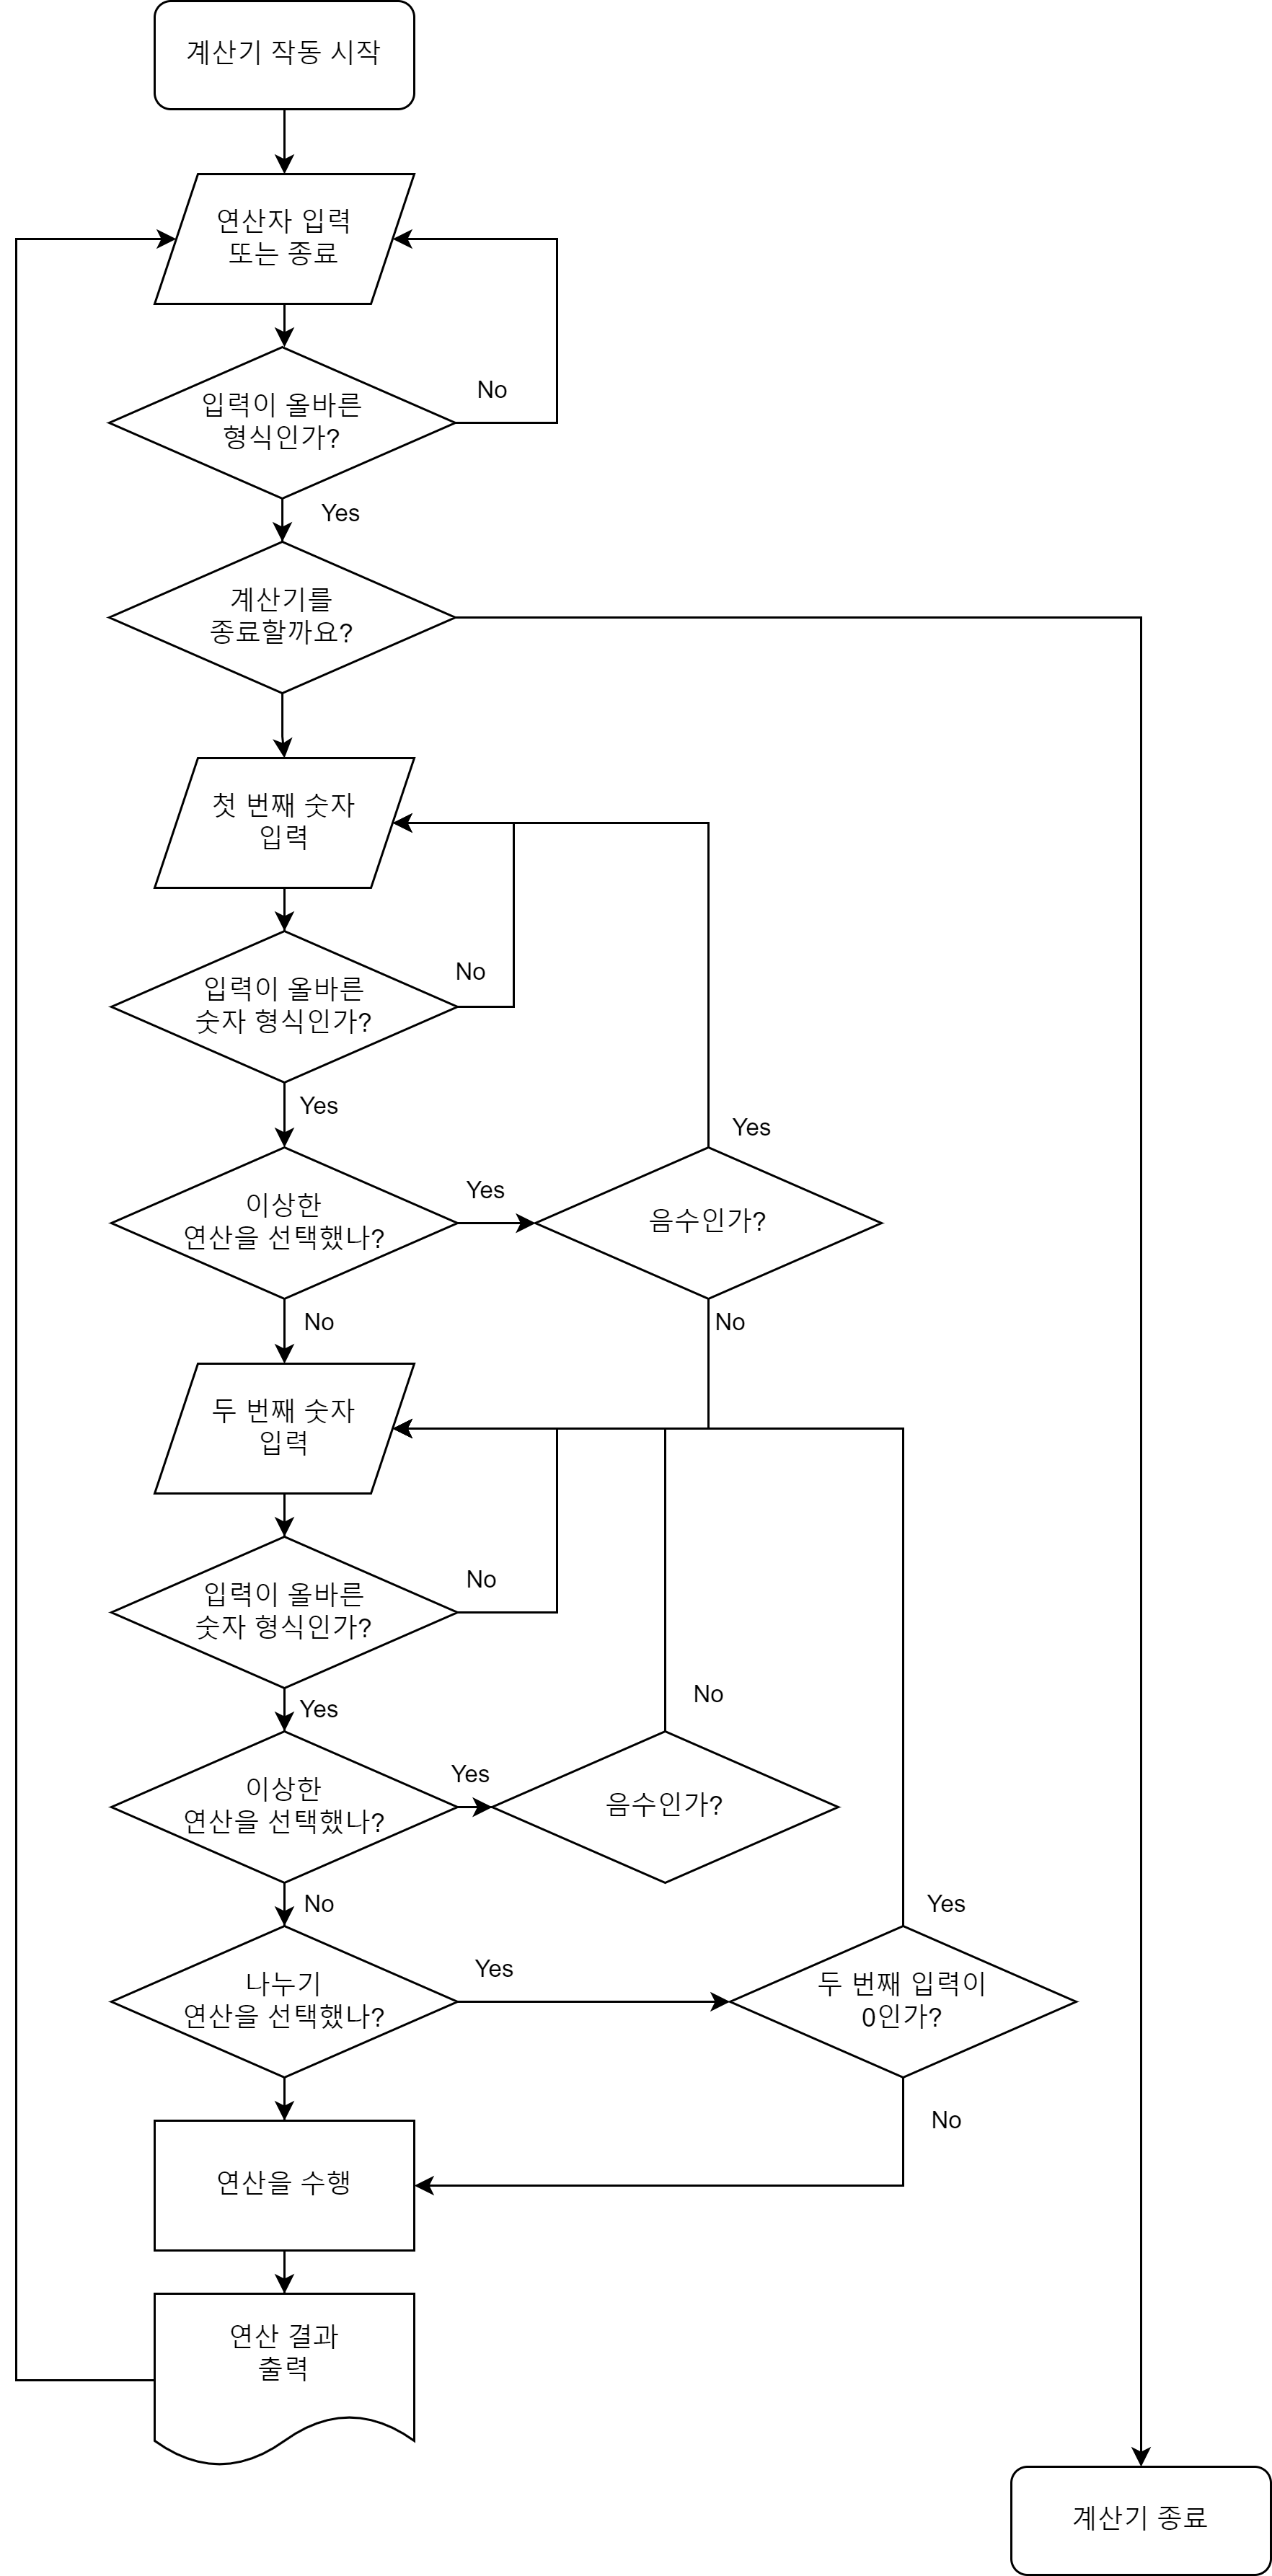 계산기 작동 시작
연산자 입력
또는 종료
No
입력이 올바른
형식인가?
Yes
계산기를
종료할까요?
첫 번째 숫자
입력
No
입력이 올바른
숫자 형식인가?
Yes
Yes
Yes
이상한
연산을 선택했나?
음수인가?
No
No
두 번째 숫자
입력
No
입력이 올바른
숫자 형식인가?
No
Yes
Yes
이상한
연산을 선택했나?
음수인가?
No
Yes
Yes
나누기
연산을 선택했나?
두 번째 입력이
0인가?
No
연산을 수행
연산 결과
출력
계산기 종료